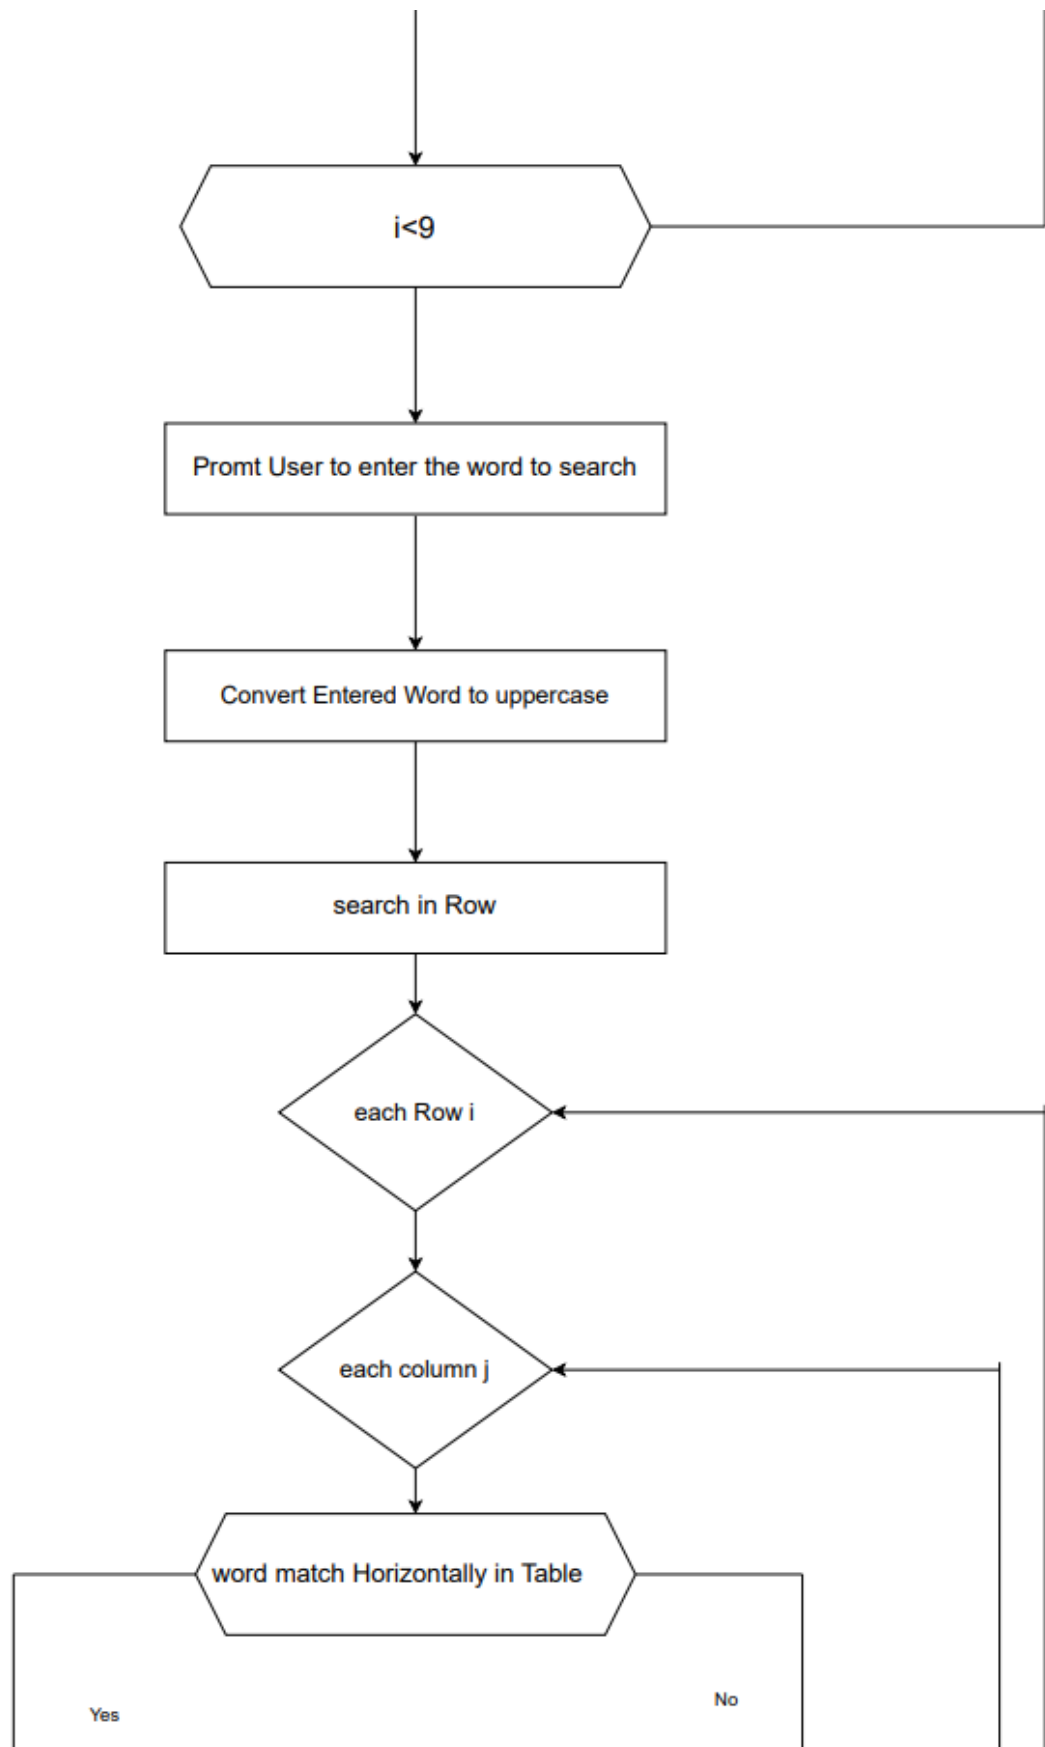 i<9
Promt User to enter the word to search
Convert Entered Word to uppercase
search in Row
each Row i
each column j
word match Horizontally in Table
No
Yes